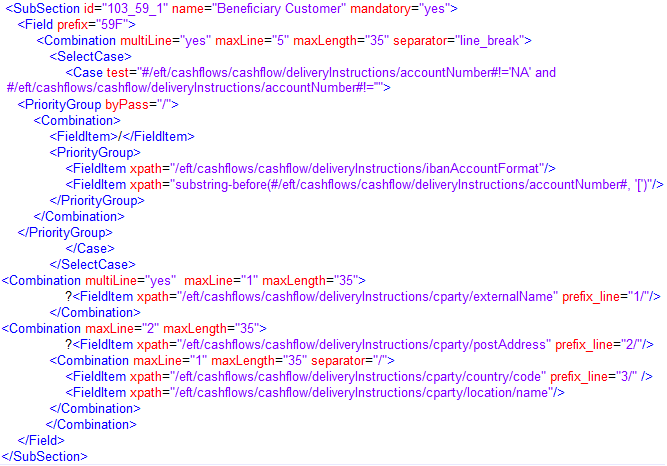 <SubSection id="103_59_1" name="Beneficiary Customer" mandatory="yes">
<Field prefix="59F">
<Combination multiLine="yes" maxLine="5" maxLength="35" separator="line_break">
<SelectCase>
<Case test="#/eft/cashflows/cashflow/deliveryInstructions/accountNumber#!='NA' and
#/eft/cashflows/cashflow/deliveryInstructions/accountNumber#!=''">
<PriorityGroup byPass="/">
<Combination>
<FieldItem>/</FieldItem>
<PriorityGroup>
<FieldItem xpath="/eft/cashflows/cashflow/deliveryInstructions/ibanAccountFormat"/>
<FieldItem xpath="substring-before(#/eft/cashflows/cashflow/deliveryInstructions/accountNumber#, '[')"/>
</PriorityGroup>
</Combination>
</PriorityGroup>
</Case>
</SelectCase>
<Combination multiLine="yes" maxLine="1" maxLength="35">
?<FieldItem xpath="/eft/cashflows/cashflow/deliveryInstructions/cparty/externalName" prefix_line="1/"/>
</Combination>
<Combination maxLine="2" maxLength="35">
?<FieldItem xpath="/eft/cashflows/cashflow/deliveryInstructions/cparty/postAddress" prefix_line="2/"/>
<Combination maxLine="1" maxLength="35" separator="/">
<FieldItem xpath="/eft/cashflows/cashflow/deliveryInstructions/cparty/country/code" prefix_line="3/" />
<FieldItem xpath="/eft/cashflows/cashflow/deliveryInstructions/cparty/location/name"/>
</Combination>
</Combination>
</Field>
</SubSection>